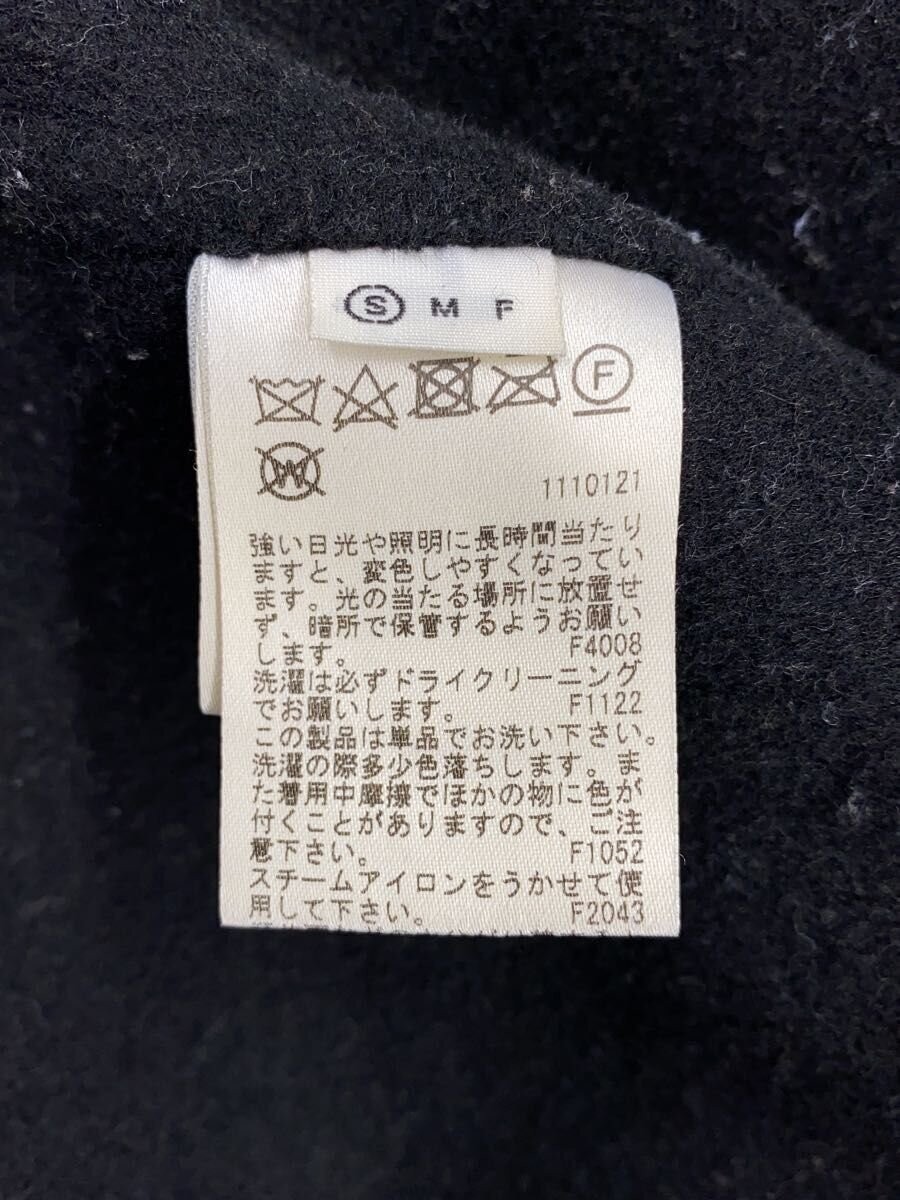 S M F
F
W
1110121
強い日光や照明に長時間当たり
ますと、変色しやすくなってい
ます。光の当たる場所に放置せ
ず、暗所で保管するようお願い
します。 F4008
洗濯は必ずドライクリーニング
でお願いします。 F1122
この製品は単品でお洗い下さい。
洗濯の際多少色落ちします。ま
た着用中摩擦でほかの物に色が
付くことがありますので、ご注
意下さい。 F1052
スチームアイロンをうかせて使
用して下さい。 F2043